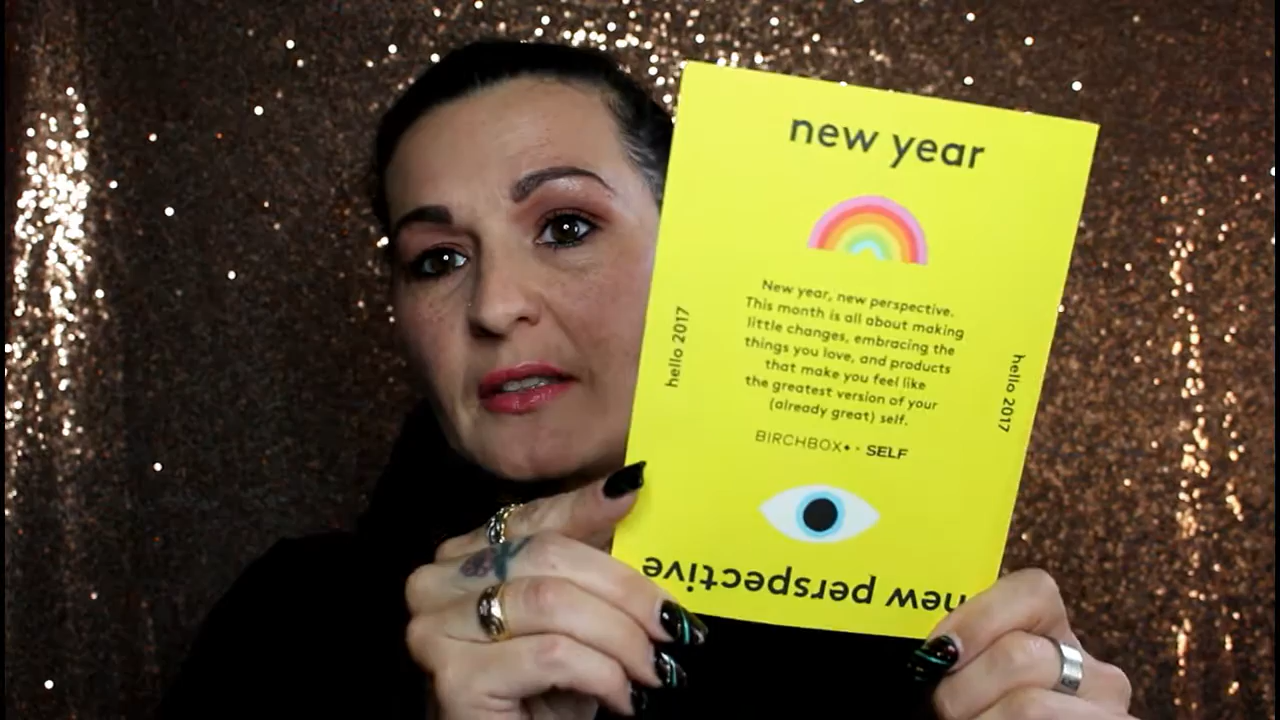 new year
hello 2017
New year, new perspective.
This month is all about making
little changes, embracing the
things you love, and products
that make you feel like
the greatest version of your
(already great) self.
hello 2017
BIRCHBOX✦ · SELF
new perspective